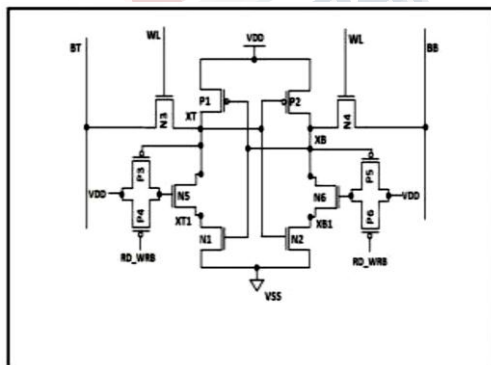 BT WL VDD WL BB
P1 P2
XT
N3 N4
XB
P3 P5
VDD N5 N6 VDD
P4 P6
XT1 XB1
N1 N2
RD_WRB RD_WRB
VSS